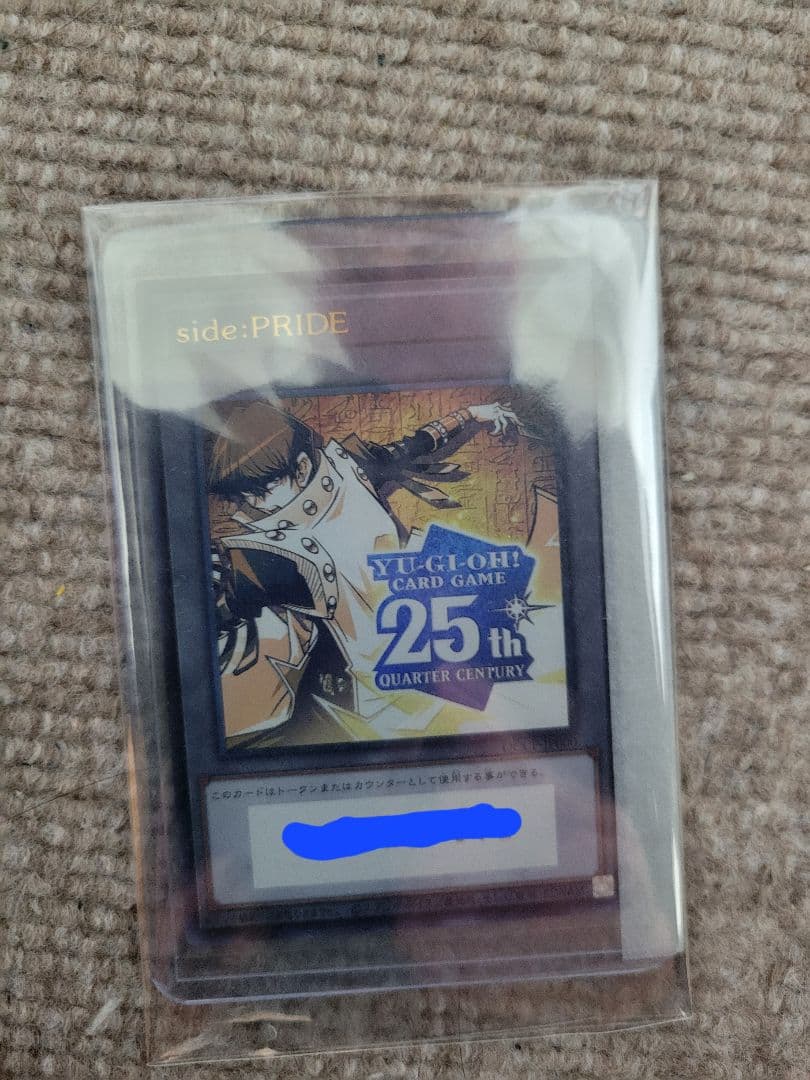 side:PRIDE
YU-GI-OH!
CARD GAME
25th
QUARTER CENTURY
このカードはトークンまたはカウンターとして使用する事ができる。